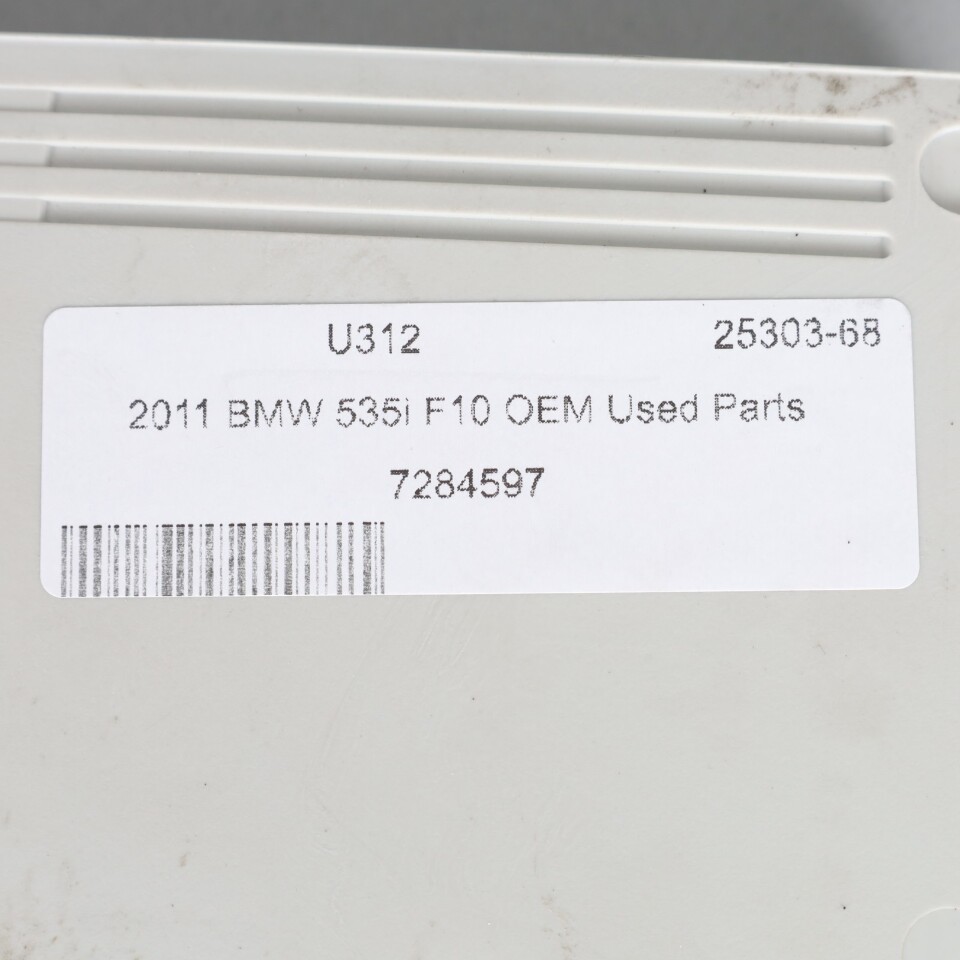 U312 25303-68
2011 BMW 535i F10 OEM Used Parts
7284597